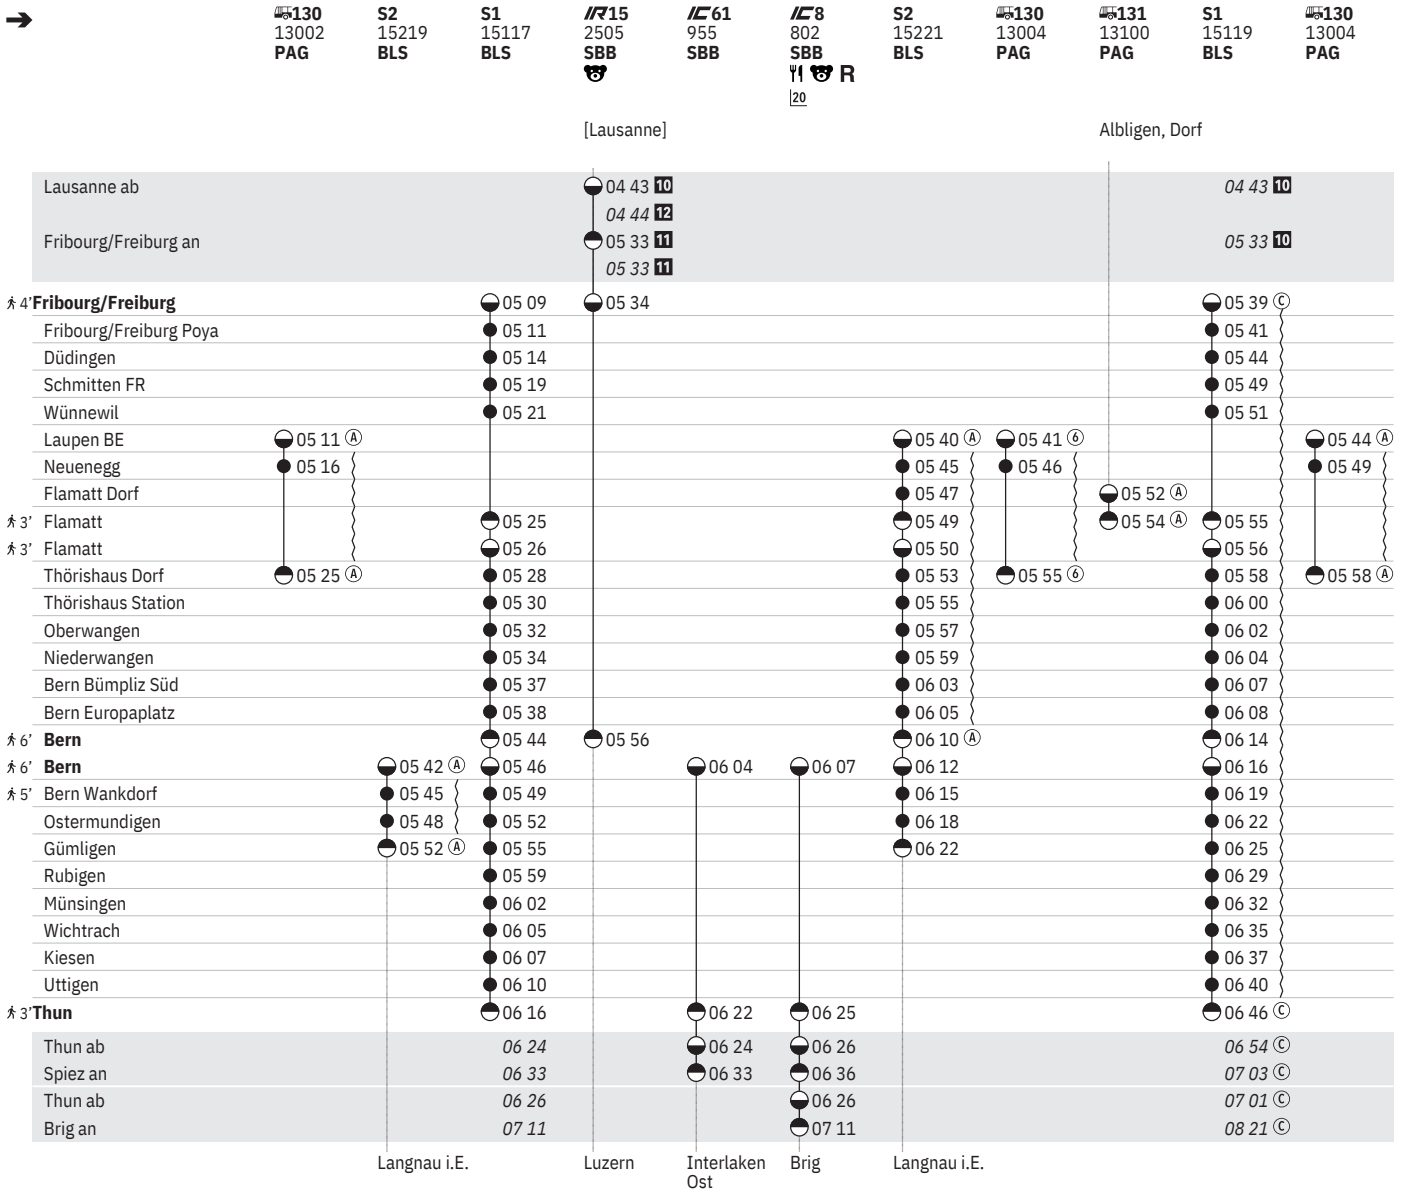 130 S2 S1 IR15 IC61 IC8 S2 130 131 S1 130
13002 15219 15117 2505 955 802 15221 13004 13100 15119 13004
PAG BLS BLS SBB SBB SBB BLS PAG PAG BLS PAG
R
20
[Lausanne] Albligen, Dorf
Lausanne ab 04 43 10 04 43 10
04 44 12
Fribourg/Freiburg an 05 33 11 05 33 10
05 33 11
4' Fribourg/Freiburg 05 09 05 34 05 39 C
Fribourg/Freiburg Poya 05 11 05 41
Düdingen 05 14 05 44
Schmitten FR 05 19 05 49
Wünnewil 05 21 05 51
Laupen BE 05 11 A 05 40 A 05 41 6 05 44 A
Neuenegg 05 16 05 45 05 46 05 49
Flamatt Dorf 05 47 05 52 A
3' Flamatt 05 25 05 49 05 54 A 05 55
3' Flamatt 05 26 05 50 05 56
Thörishaus Dorf 05 25 A 05 28 05 53 05 55 6 05 58 05 58 A
Thörishaus Station 05 30 05 55 06 00
Oberwangen 05 32 05 57 06 02
Niederwangen 05 34 05 59 06 04
Bern Bümpliz Süd 05 37 06 03 06 07
Bern Europaplatz 05 38 06 05 06 08
6' Bern 05 44 05 56 06 10 A 06 14
6' Bern 05 42 A 05 46 06 04 06 07 06 12 06 16
5' Bern Wankdorf 05 45 05 49 06 15 06 19
Ostermundigen 05 48 05 52 06 18 06 22
Gümligen 05 52 A 05 55 06 22 06 25
Rubigen 05 59 06 29
Münsingen 06 02 06 32
Wichtrach 06 05 06 35
Kiesen 06 07 06 37
Uttigen 06 10 06 40
3' Thun 06 16 06 22 06 25 06 46 C
Thun ab 06 24 06 24 06 26 06 54 C
Spiez an 06 33 06 33 06 36 07 03 C
Thun ab 06 26 06 26 07 01 C
Brig an 07 11 07 11 08 21 C
Langnau i.E. Luzern Interlaken Brig Langnau i.E.
Ost